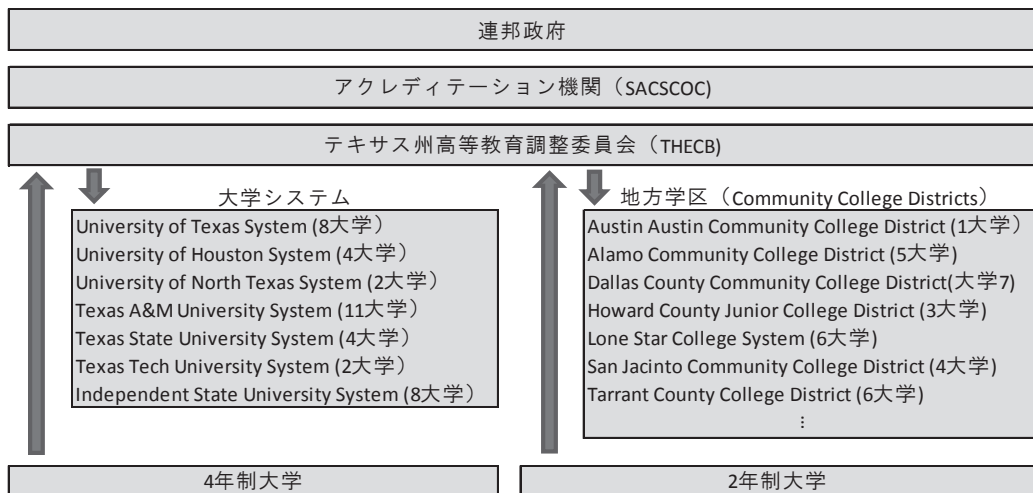 連邦政府
アクレディテーション機関（SACSCOC)
テキサス州高等教育調整委員会（THECB)
大学システム
University of Texas System (8大学）
University of Houston System (4大学）
University of North Texas System (2大学）
Texas A&M University System (11大学）
Texas State University System (4大学）
Texas Tech University System (2大学）
Independent State University System (8大学）
地方学区（Community College Districts）
Austin Austin Community College District (1大学）
Alamo Community College District (5大学)
Dallas County Community College District(大学7)
Howard County Junior College District (3大学)
Lone Star College System (6大学)
San Jacinto Community College District (4大学)
Tarrant County College District (6大学)
⋮
4年制大学
2年制大学